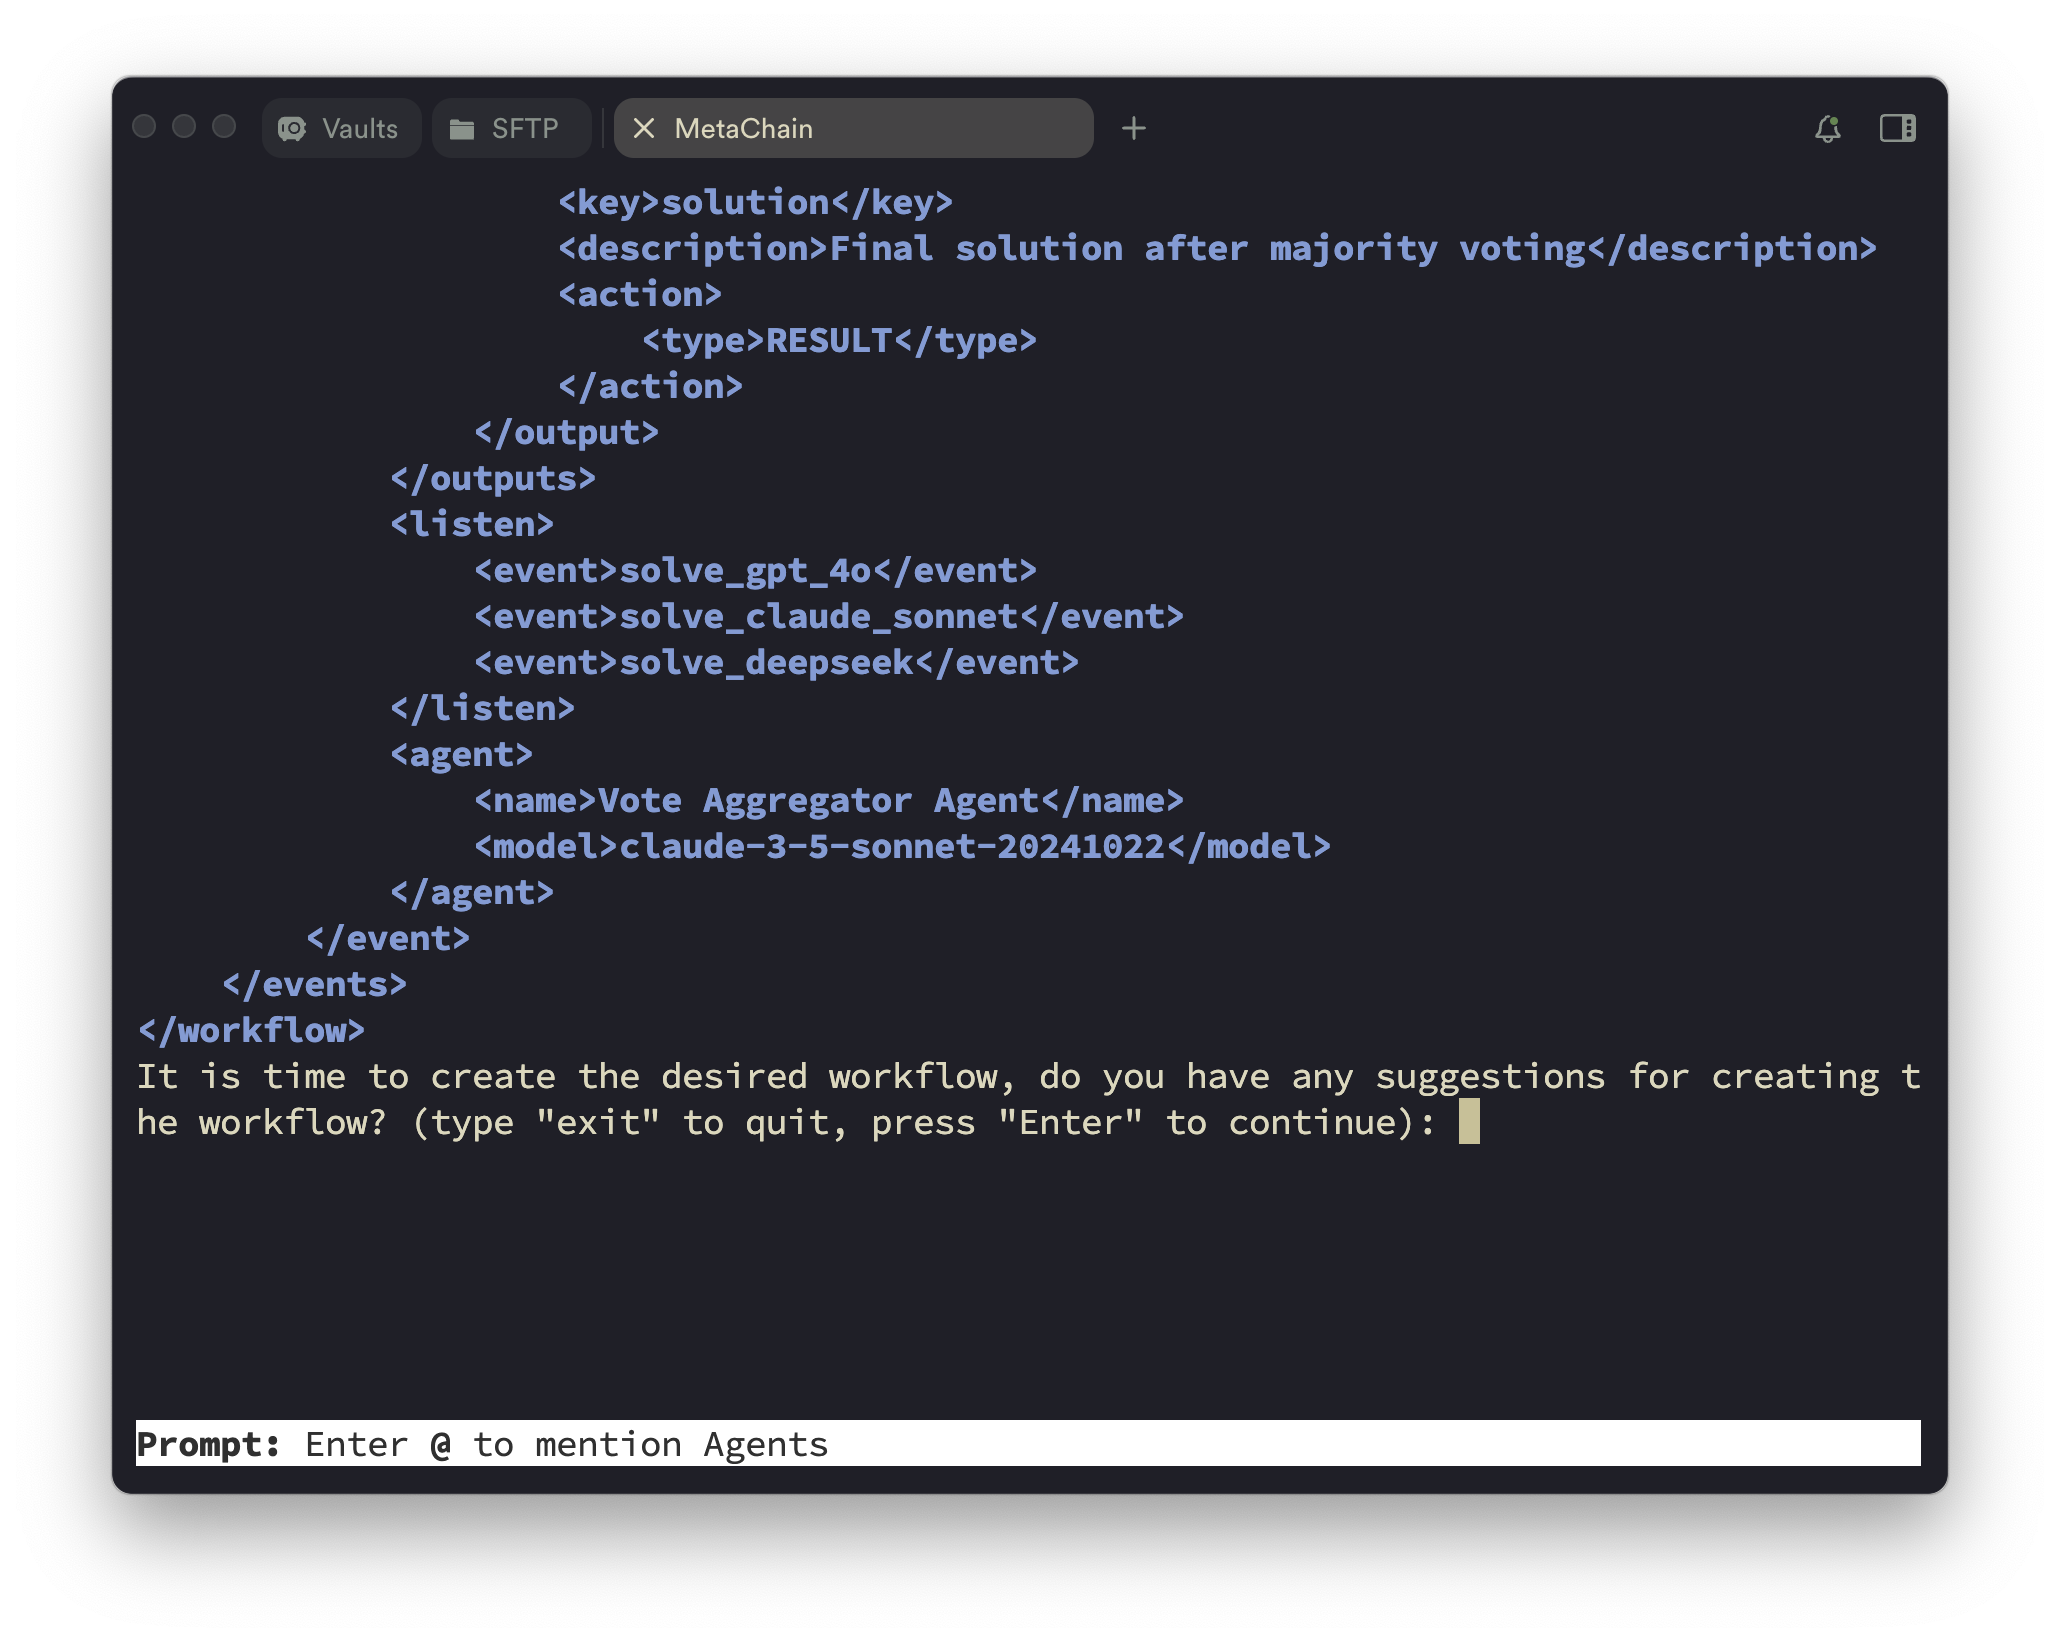 Vaults SFTP MetaChain
<key>solution</key>
<description>Final solution after majority voting</description>
<action>
<type>RESULT</type>
</action>
</output>
</outputs>
<listen>
<event>solve_gpt_4o</event>
<event>solve_claude_sonnet</event>
<event>solve_deepseek</event>
</listen>
<agent>
<name>Vote Aggregator Agent</name>
<model>claude-3-5-sonnet-20241022</model>
</agent>
</event>
</events>
</workflow>
It is time to create the desired workflow, do you have any suggestions for creating t
he workflow? (type "exit" to quit, press "Enter" to continue):
Prompt: Enter @ to mention Agents